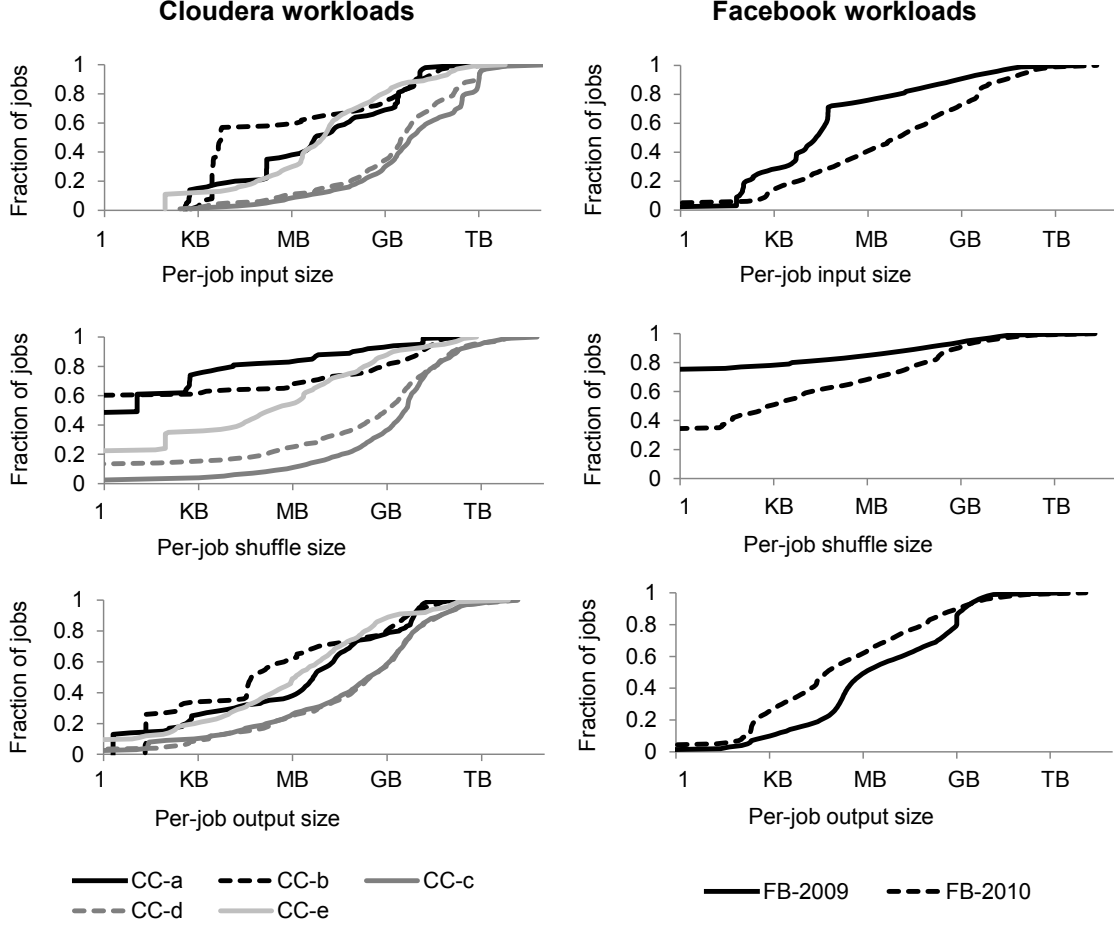 Cloudera workloads
Facebook workloads
Fraction of jobs
1
0.8
0.6
0.4
0.2
0
1 KB MB GB TB
Per-job input size
Fraction of jobs
1
0.8
0.6
0.4
0.2
0
1 KB MB GB TB
Per-job input size
Fraction of jobs
1
0.8
0.6
0.4
0.2
0
1 KB MB GB TB
Per-job shuffle size
Fraction of jobs
1
0.8
0.6
0.4
0.2
0
1 KB MB GB TB
Per-job shuffle size
Fraction of jobs
1
0.8
0.6
0.4
0.2
0
1 KB MB GB TB
Per-job output size
Fraction of jobs
1
0.8
0.6
0.4
0.2
0
1 KB MB GB TB
Per-job output size
CC-a CC-b CC-c
CC-d CC-e
FB-2009 FB-2010